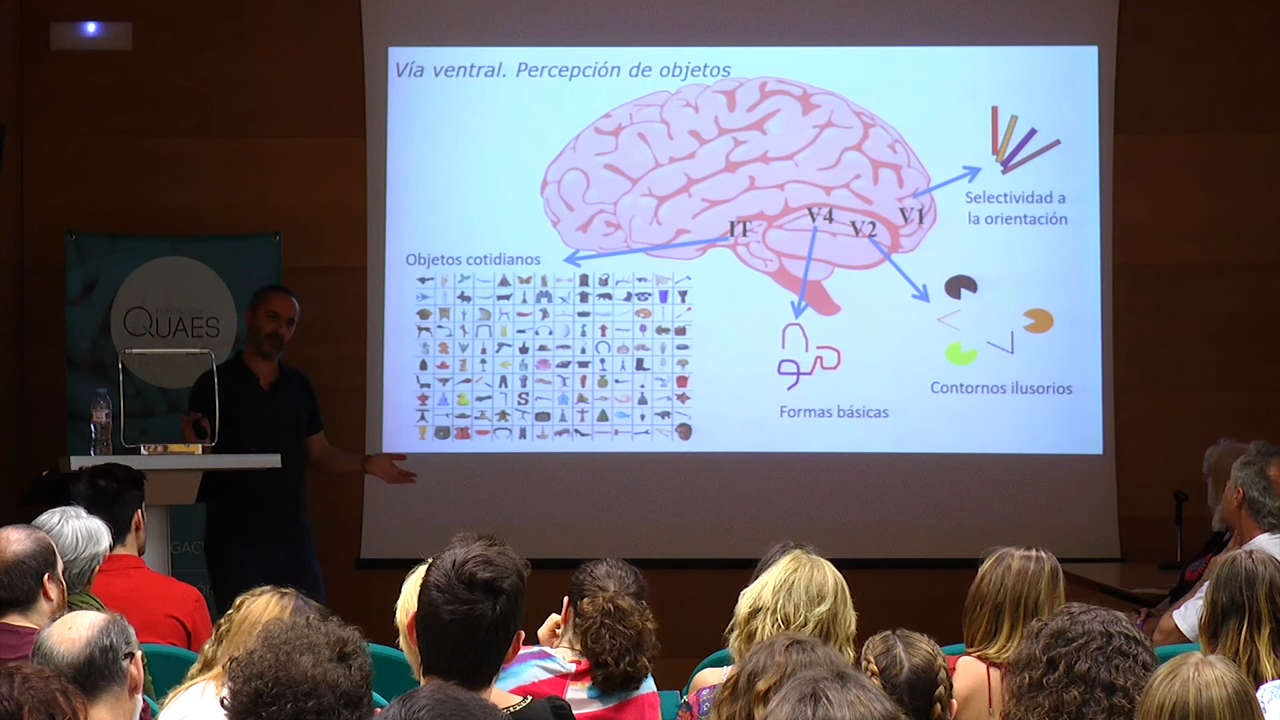 Vía ventral. Percepción de objetos
Selectividad a
la orientación
IT
V4
V2
V1
Objetos cotidianos
Contornos ilusorios
Formas básicas
QUAES